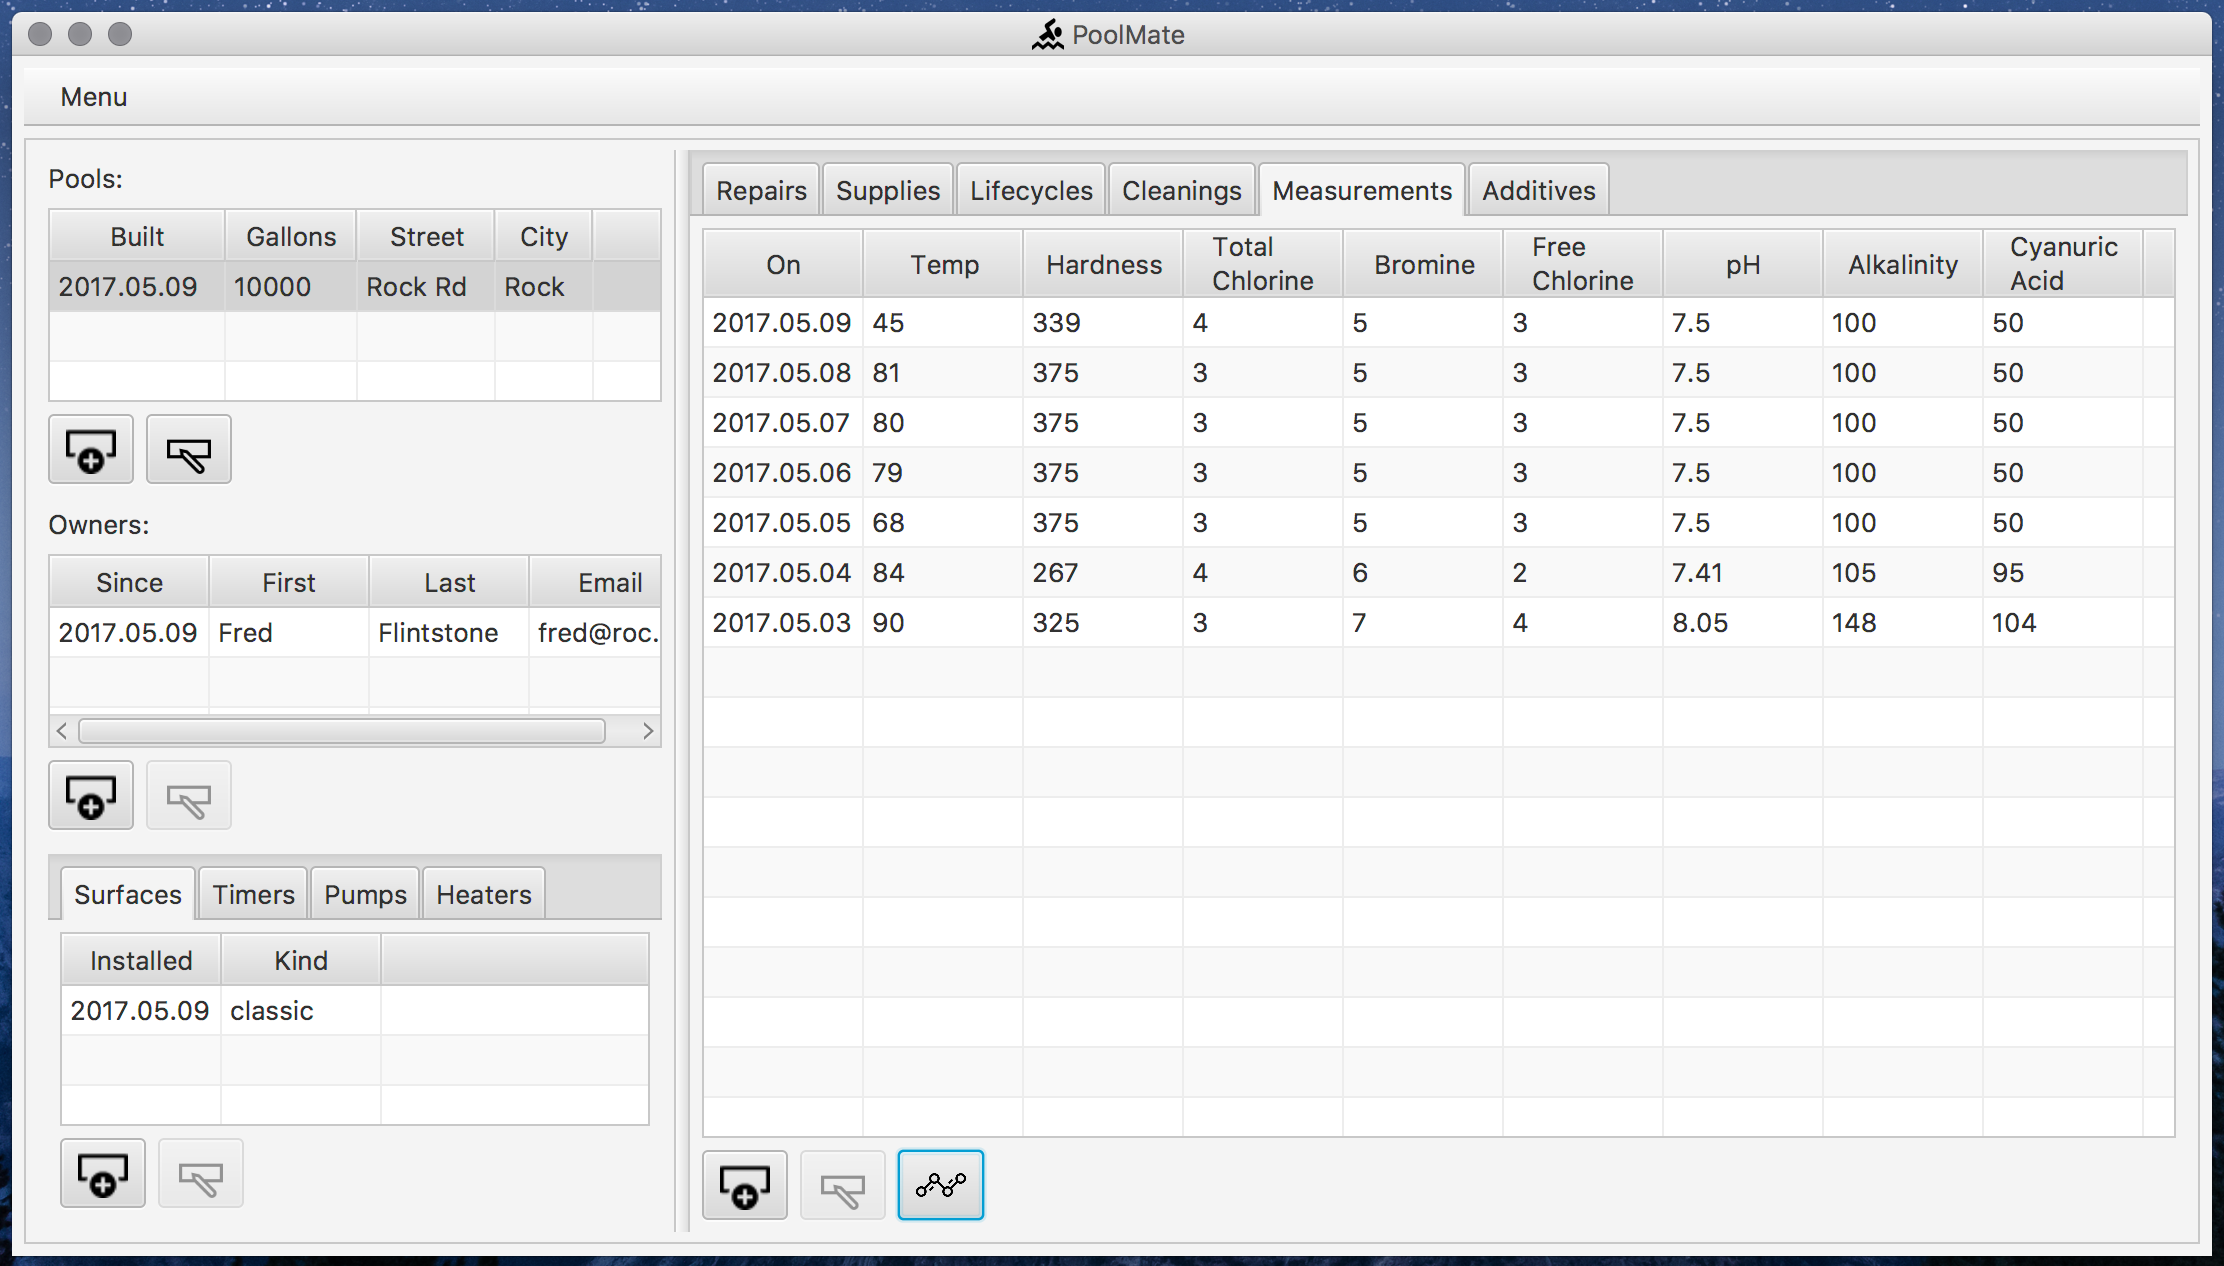 PoolMate
Menu
Pools:
Built Gallons Street City
2017.05.09 10000 Rock Rd Rock
Owners:
Since First Last Email
2017.05.09 Fred Flintstone fred@roc.
Surfaces Timers Pumps Heaters
Installed Kind
2017.05.09 classic
Repairs Supplies Lifecycles Cleanings Measurements Additives
On Temp Hardness Total Chlorine Bromine Free Chlorine pH Alkalinity Cyanuric Acid
2017.05.09 45 339 4 5 3 7.5 100 50
2017.05.08 81 375 3 5 3 7.5 100 50
2017.05.07 80 375 3 5 3 7.5 100 50
2017.05.06 79 375 3 5 3 7.5 100 50
2017.05.05 68 375 3 5 3 7.5 100 50
2017.05.04 84 267 4 6 2 7.41 105 95
2017.05.03 90 325 3 7 4 8.05 148 104